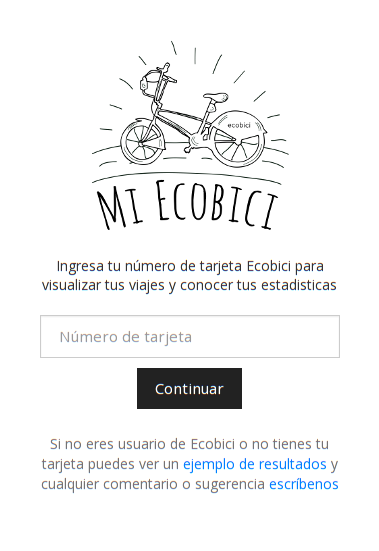 ecobici
Mi Ecobici
Ingresa tu número de tarjeta Ecobici para
visualizar tus viajes y conocer tus estadisticas
Número de tarjeta
Continuar
Si no eres usuario de Ecobici o no tienes tu
tarjeta puedes ver un ejemplo de resultados y
cualquier comentario o sugerencia escríbenos